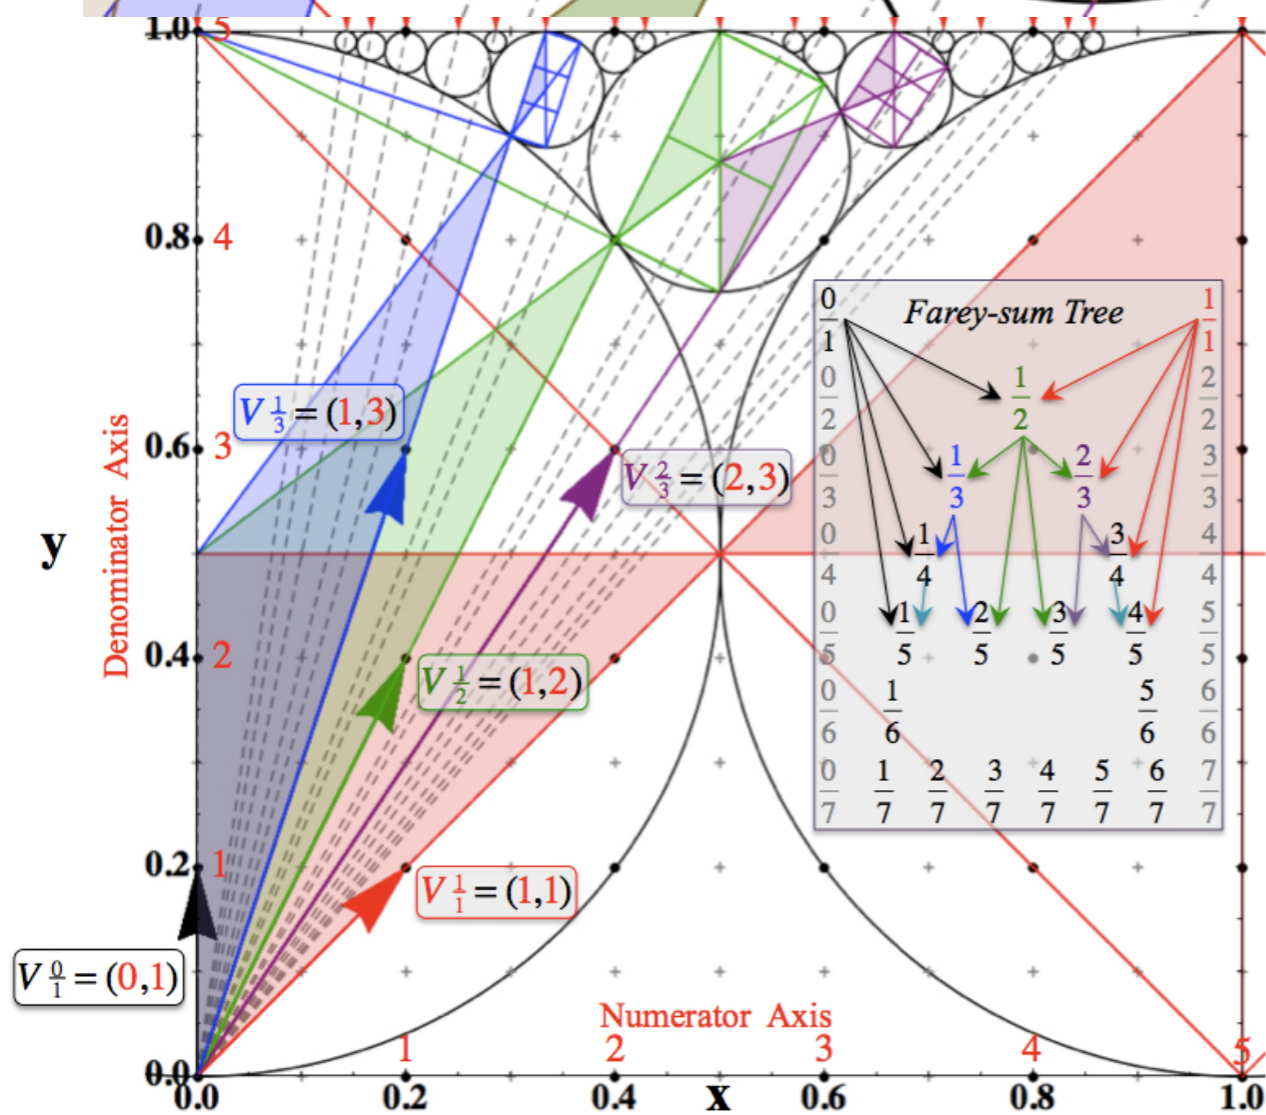 1.0 5
0.8 4
0/1 Farey-sum Tree 1/1
0/2 1/2 2/2
V 1/3 = (1,3)
0.6 3
V 2/3 = (2,3)
0/3 1/3 2/3 3/3
y
Denominator Axis
0/4 1/4 3/4 4/4
0/5 1/5 2/5 3/5 4/5 5/5
0.4 2
V 1/2 = (1,2)
0/6 1/6 5/6 6/6
0/7 1/7 2/7 3/7 4/7 5/7 6/7 7/7
0.2 1
V 1/1 = (1,1)
V 0/1 = (0,1)
Numerator Axis
1 2 3 4 5
0.0
0.0 0.2 0.4 x 0.6 0.8 1.0